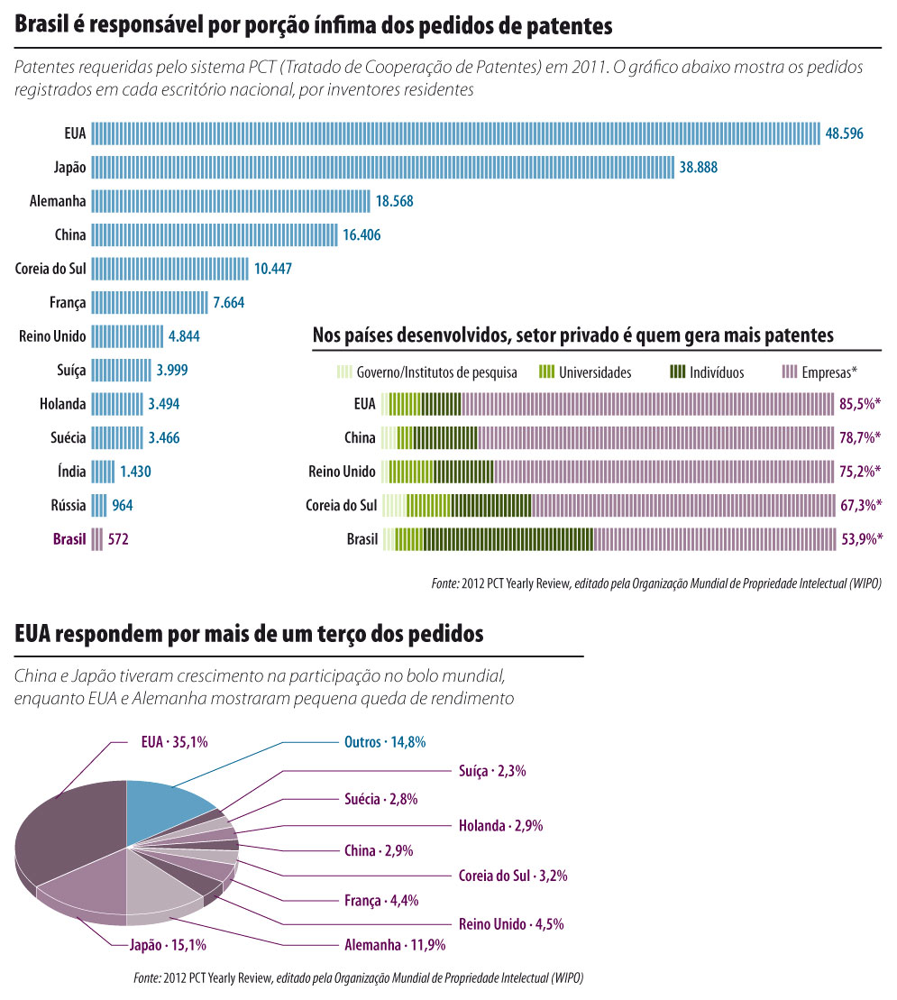 Brasil é responsável por porção ínfima dos pedidos de patentes
Patentes requeridas pelo sistema PCT (Tratado de Cooperação de Patentes) em 2011. O gráfico abaixo mostra os pedidos
registrados em cada escritório nacional, por inventores residentes
EUA 48.596
Japão 38.888
Alemanha 18.568
China 16.406
Coreia do Sul 10.447
França 7.664
Reino Unido 4.844
Suíça 3.999
Holanda 3.494
Suécia 3.466
Índia 1.430
Rússia 964
Brasil 572
Nos países desenvolvidos, setor privado é quem gera mais patentes
Governo/Institutos de pesquisa Universidades Indivíduos Empresas*
EUA 85,5%*
China 78,7%*
Reino Unido 75,2%*
Coreia do Sul 67,3%*
Brasil 53,9%*
Fonte: 2012 PCT Yearly Review, editado pela Organização Mundial de Propriedade Intelectual (WIPO)
EUA respondem por mais de um terço dos pedidos
China e Japão tiveram crescimento na participação no bolo mundial,
enquanto EUA e Alemanha mostraram pequena queda de rendimento
EUA · 35,1%
Outros · 14,8%
Suíça · 2,3%
Suécia · 2,8%
Holanda · 2,9%
China · 2,9%
Coreia do Sul · 3,2%
França · 4,4%
Reino Unido · 4,5%
Japão · 15,1%
Alemanha · 11,9%
Fonte: 2012 PCT Yearly Review, editado pela Organização Mundial de Propriedade Intelectual (WIPO)